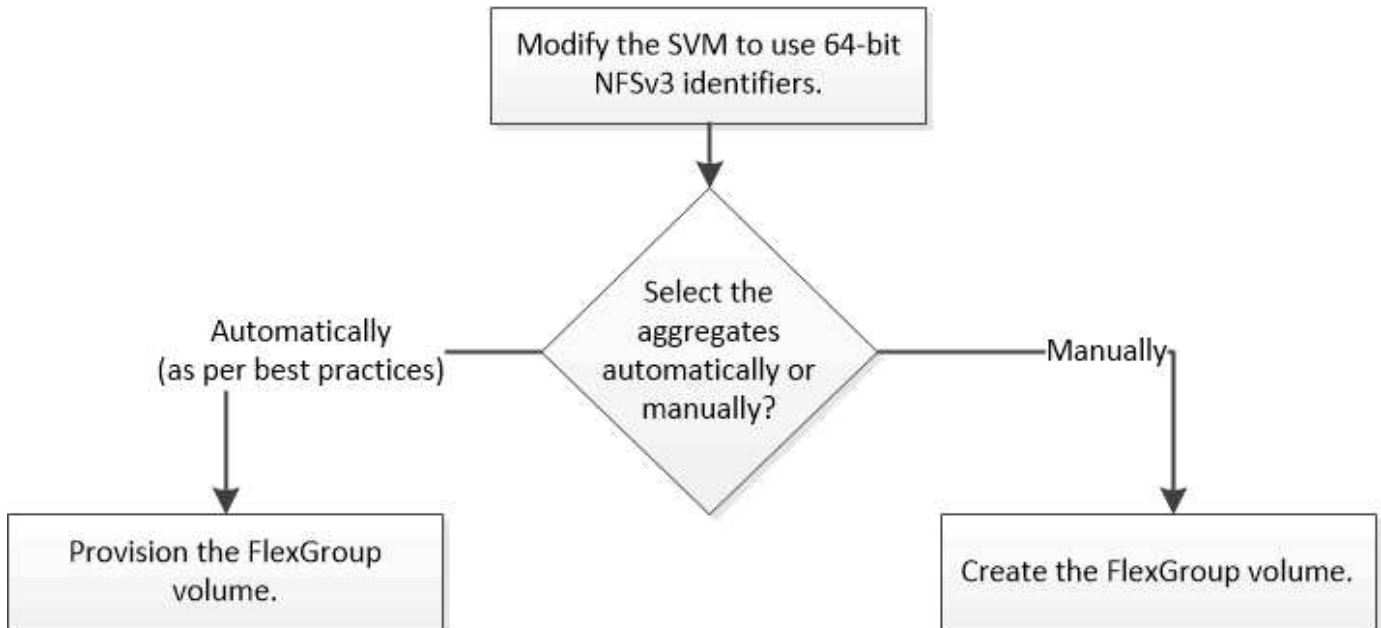 Modify the SVM to use 64-bit
NFSv3 identifiers.
Select the
aggregates
automatically or
manually?
Automatically
(as per best practices)
Manually
Provision the FlexGroup
volume.
Create the FlexGroup volume.